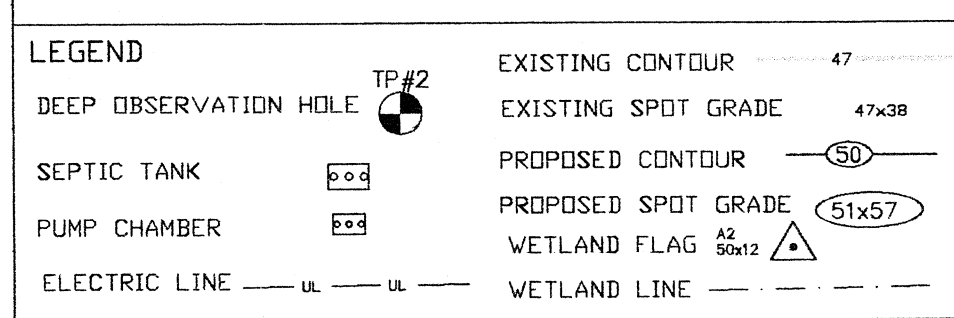 LEGEND
TP#2
DEEP OBSERVATION HOLE
SEPTIC TANK
PUMP CHAMBER
ELECTRIC LINE UL UL
EXISTING CONTOUR 47
EXISTING SPOT GRADE 47x38
PROPOSED CONTOUR 50
PROPOSED SPOT GRADE 51x57
WETLAND FLAG A2
50x12
WETLAND LINE